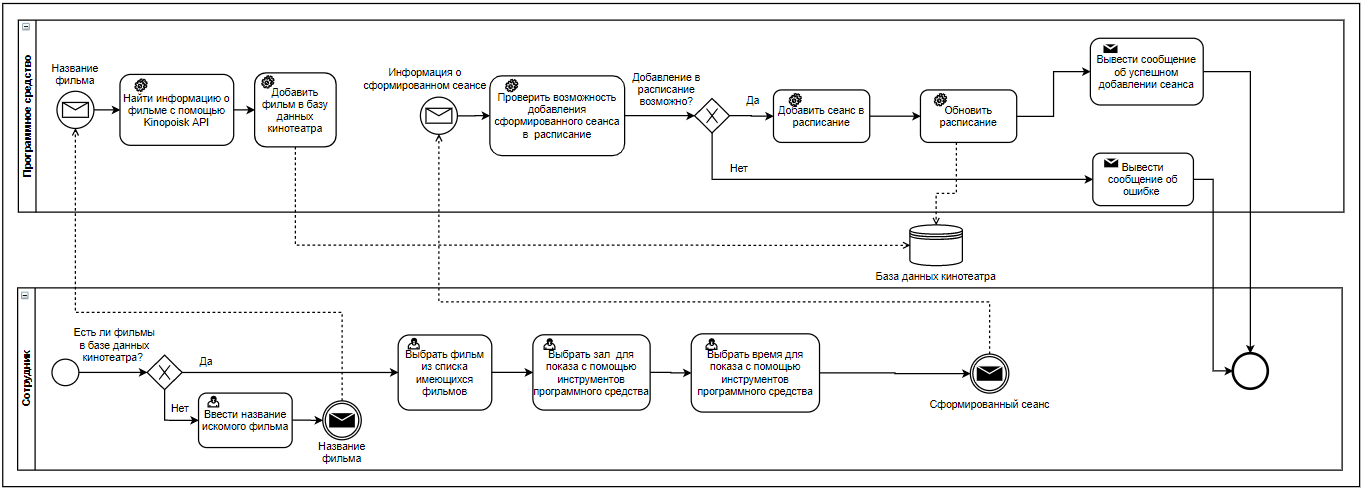 Программное средство
Название
фильма
Найти информацию о
фильме с помощью
Kinopoisk API
Добавить
фильм в базу
данных
кинотеатра
Информация о
сформированном сеансе
Проверить возможность
добавления
сформированного сеанса
в расписание
Добавление в
расписание
возможно?
Да
Нет
Добавить сеанс в
расписание
Обновить
расписание
Вывести сообщение
об успешном
добавлении сеанса
Вывести
сообщение об
ошибке
База данных кинотеатра
Сотрудник
Есть ли фильмы
в базе данных
кинотеатра?
Да
Нет
Ввести название
искомого фильма
Название
фильма
Выбрать фильм
из списка
имеющихся
фильмов
Выбрать зал для
показа с помощью
инструментов
программного средства
Выбрать время для
показа с помощью
инструментов
программного средства
Сформированный сеанс